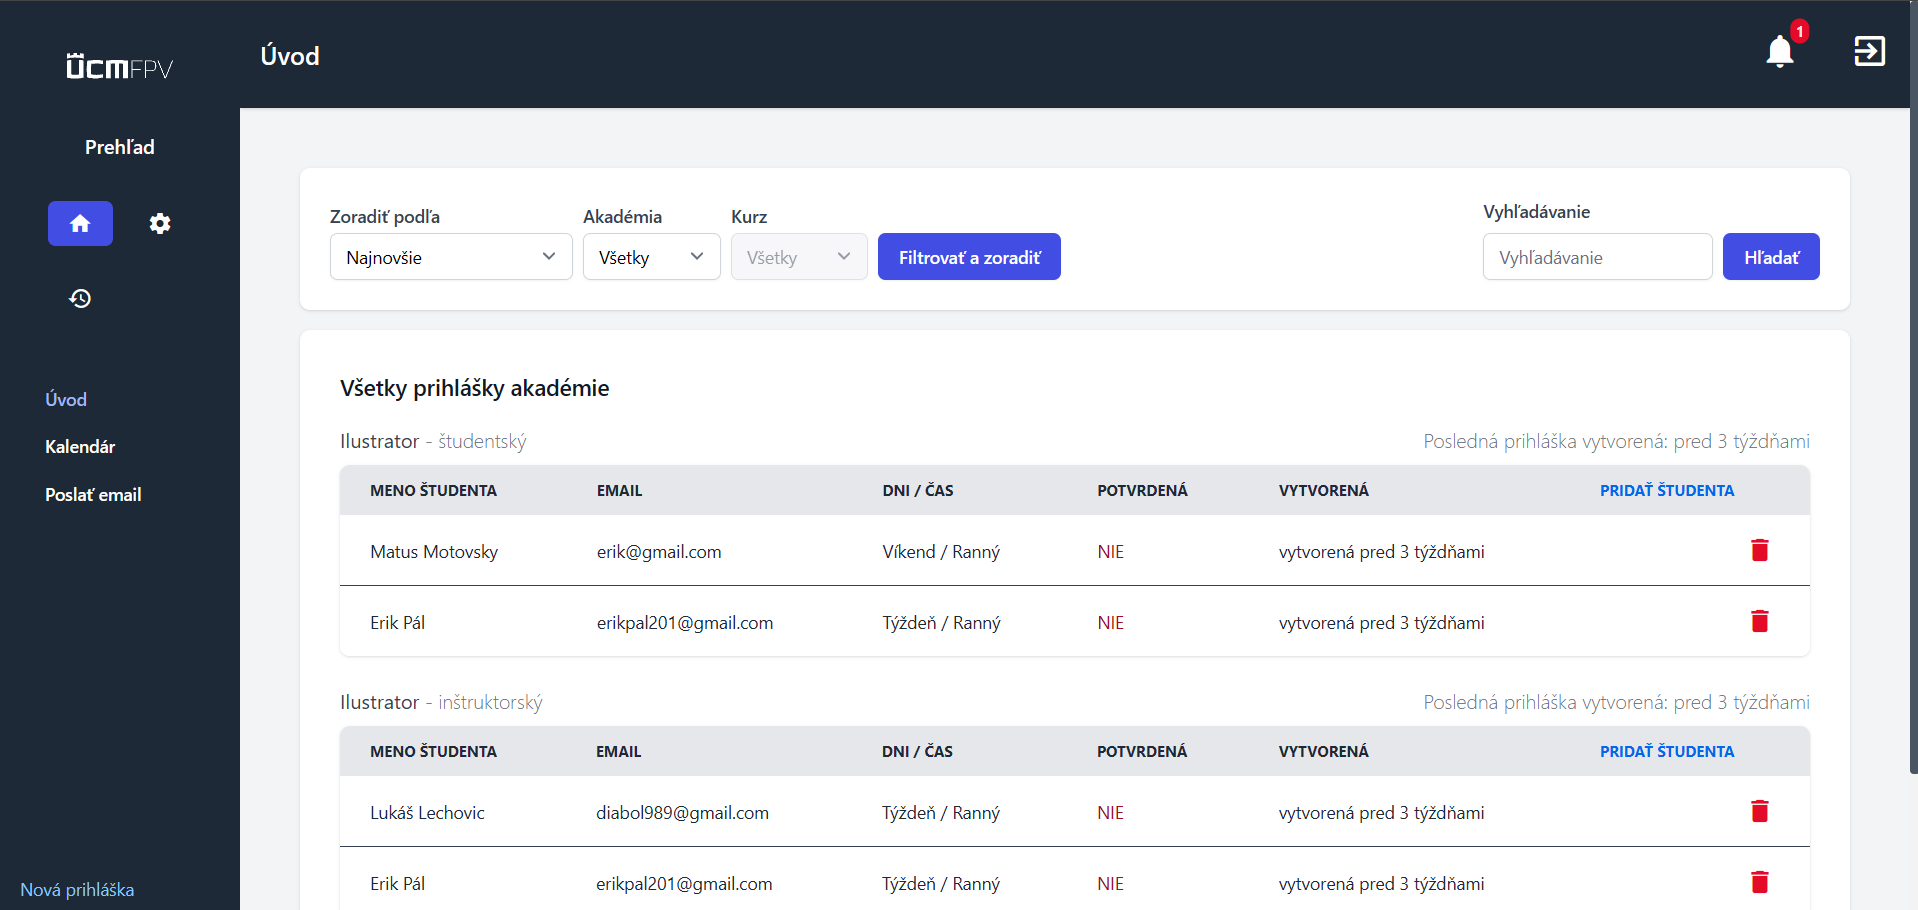 ÜCMFPV
Úvod
1
Prehľad
Úvod
Kalendár
Poslať email
Nová prihláška
Zoradiť podľa
Akadémia
Kurz
Vyhľadávanie
Najnovšie
Všetky
Všetky
Filtrovať a zoradiť
Vyhľadávanie
Hľadať
Všetky prihlášky akadémie
Ilustrator - študentský
Posledná prihláška vytvorená: pred 3 týždňami
MENO ŠTUDENTA EMAIL DNI / ČAS POTVRDENÁ VYTVORENÁ PRIDAŤ ŠTUDENTA
Matus Motovsky erik@gmail.com Víkend / Ranný NIE vytvorená pred 3 týždňami
Erik Pál erikpal201@gmail.com Týždeň / Ranný NIE vytvorená pred 3 týždňami
Ilustrator - inštruktorský
Posledná prihláška vytvorená: pred 3 týždňami
MENO ŠTUDENTA EMAIL DNI / ČAS POTVRDENÁ VYTVORENÁ PRIDAŤ ŠTUDENTA
Lukáš Lechovic diabol989@gmail.com Týždeň / Ranný NIE vytvorená pred 3 týždňami
Erik Pál erikpal201@gmail.com Týždeň / Ranný NIE vytvorená pred 3 týždňami